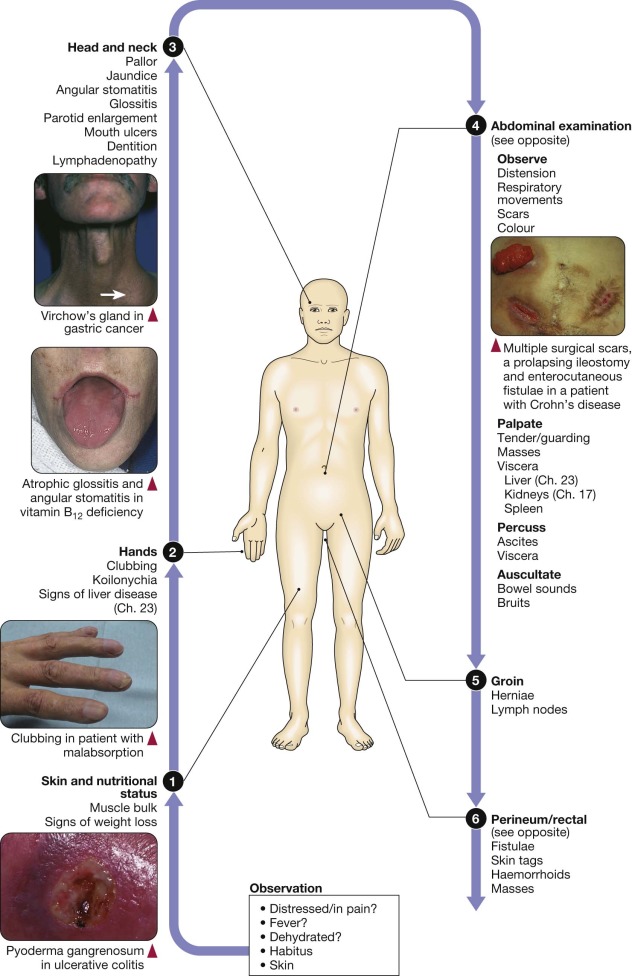 Head and neck
3
Pallor
Jaundice
Angular stomatitis
Glossitis
Parotid enlargement
Mouth ulcers
Dentition
Lymphadenopathy
Virchow's gland in
gastric cancer
Atrophic glossitis and
angular stomatitis in
vitamin B12 deficiency
Hands
2
Clubbing
Koilonychia
Signs of liver disease
(Ch. 23)
Clubbing in patient with
malabsorption
Skin and nutritional
status
1
Muscle bulk
Signs of weight loss
Pyoderma gangrenosum
in ulcerative colitis
Observation
• Distressed/in pain?
• Fever?
• Dehydrated?
• Habitus
• Skin
4
Abdominal examination
(see opposite)
Observe
Distension
Respiratory
movements
Scars
Colour
Multiple surgical scars,
a prolapsing ileostomy
and enterocutaneous
fistulae in a patient
with Crohn's disease
Palpate
Tender/guarding
Masses
Viscera
Liver (Ch. 23)
Kidneys (Ch. 17)
Spleen
Percuss
Ascites
Viscera
Auscultate
Bowel sounds
Bruits
5
Groin
Herniae
Lymph nodes
6
Perineum/rectal
(see opposite)
Fistulae
Skin tags
Haemorrhoids
Masses